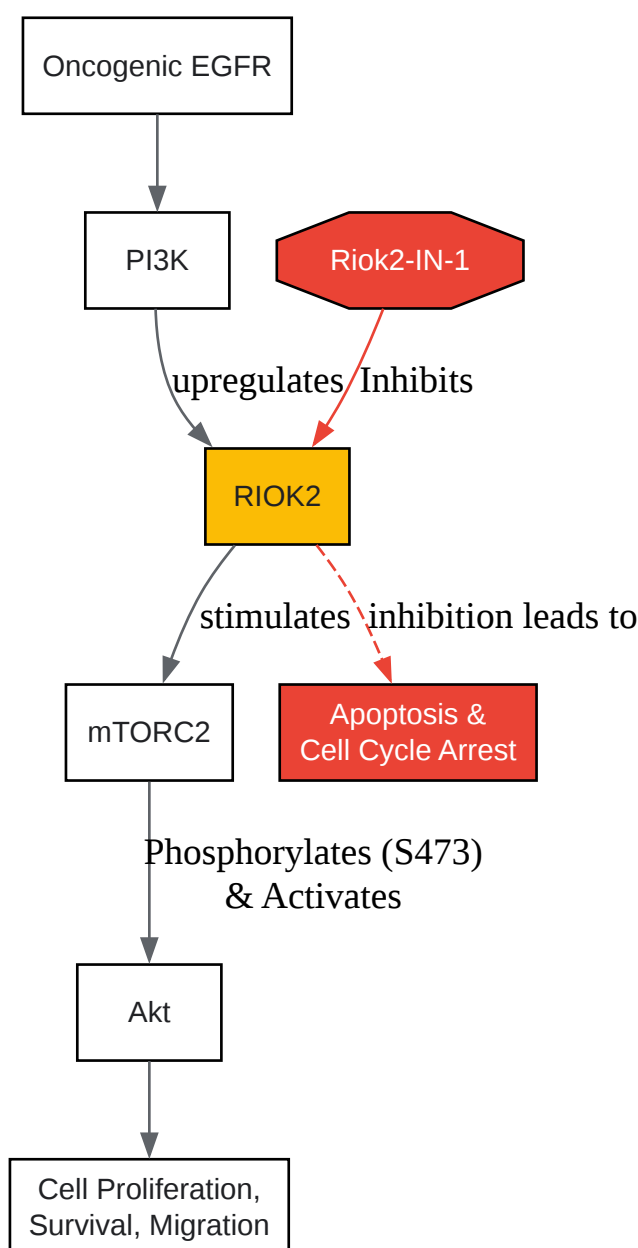 Oncogenic EGFR
PI3K
Riok2-IN-1
upregulates
Inhibits
RIOK2
stimulates
inhibition leads to
mTORC2
Apoptosis &
Cell Cycle Arrest
Phosphorylates (S473)
& Activates
Akt
Cell Proliferation,
Survival, Migration